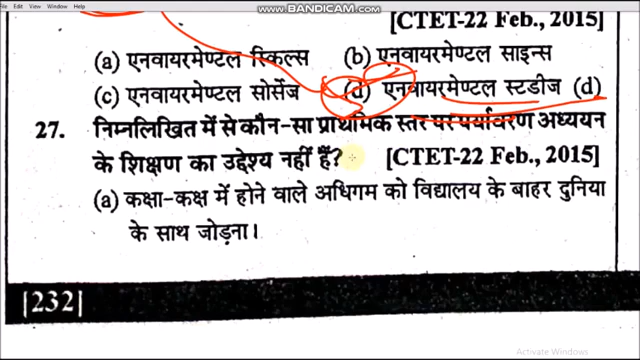 File Edit View Insert Format Help
www.BANDICAM.com
[CTET-22 Feb., 2015]
(a) एनवायरमेण्टल स्किल्स (b) एनवायरमेण्टल साइन्स
(c) एनवायरमेण्टल सोर्सेज (d) एनवायरमेण्टल स्टडीज (d)
27. निम्नलिखित में से कौन-सा प्राथमिक स्तर पर पर्यावरण अध्ययन
के शिक्षण का उद्देश्य नहीं हैं? [CTET-22 Feb., 2015]
(a) कक्षा-कक्ष में होने वाले अधिगम को विद्यालय के बाहर दुनिया
के साथ जोड़ना।
[232]
Activate Windows